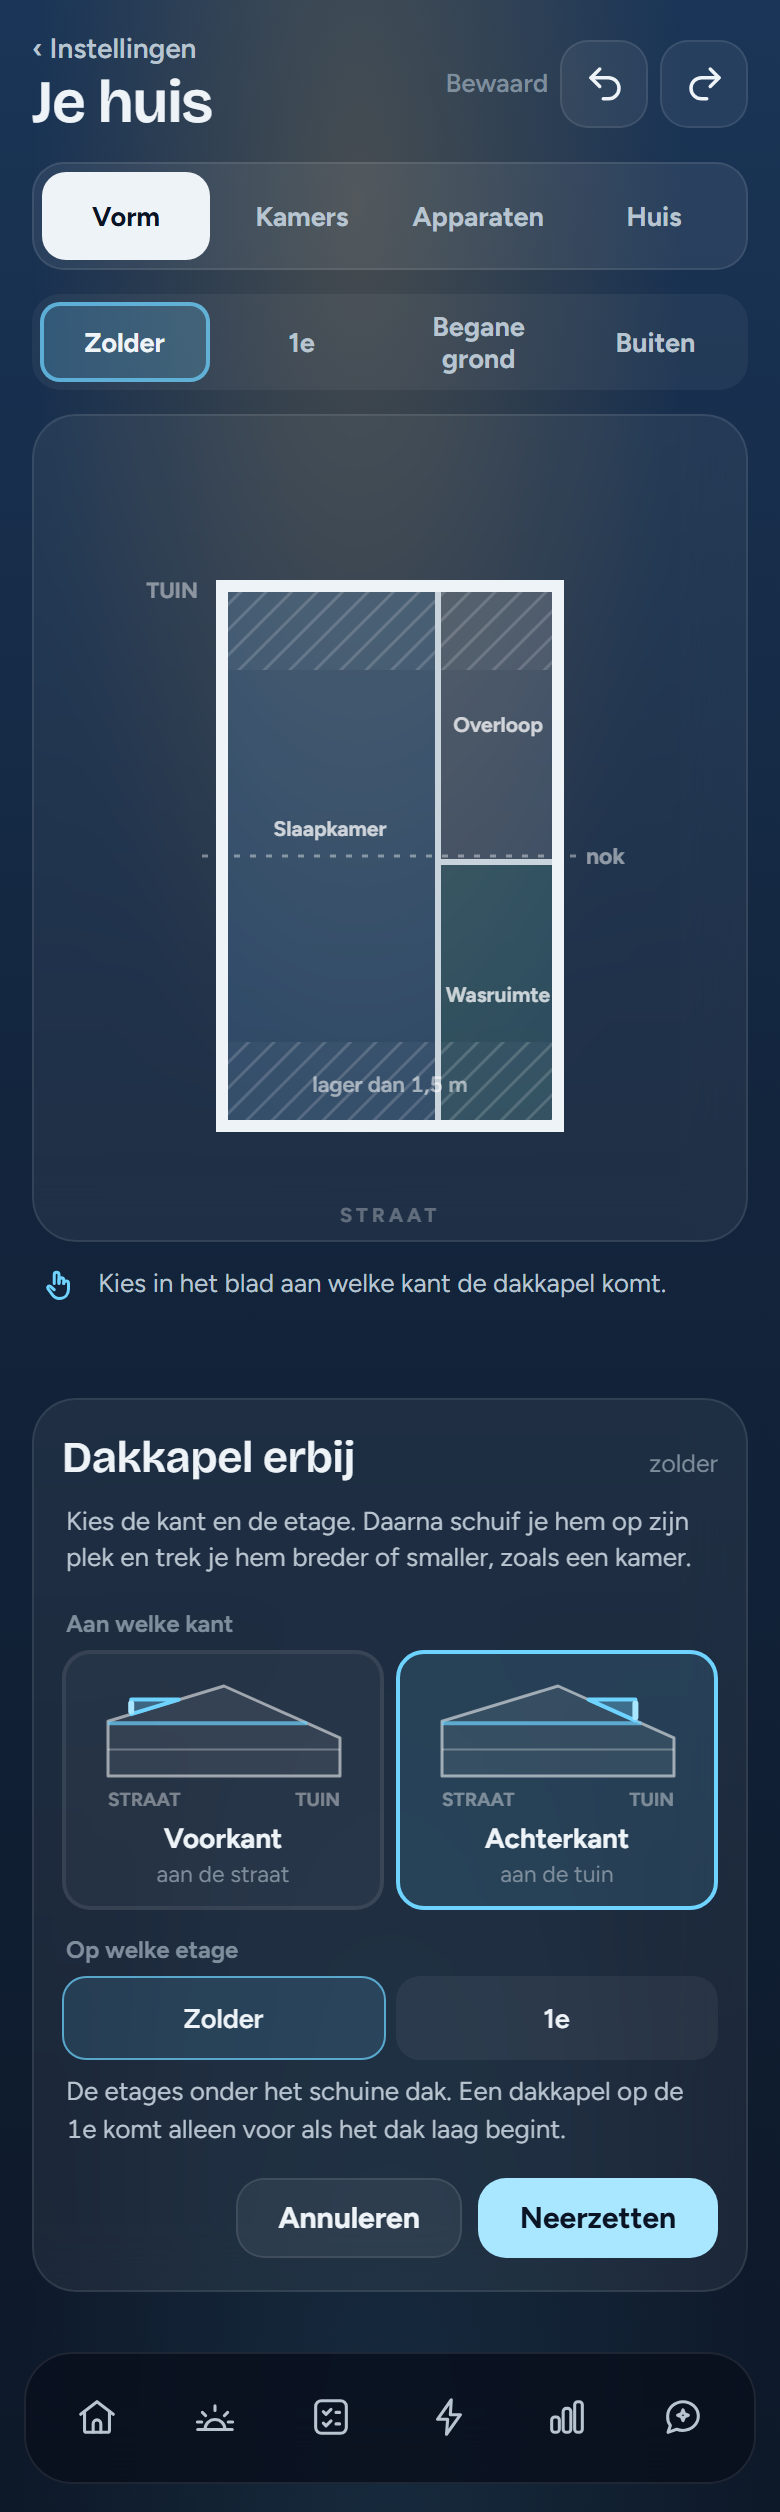 ‹ Instellingen
Je huis
Bewaard
Vorm
Kamers
Apparaten
Huis
Zolder
1e
Begane
grond
Buiten
TUIN
Overloop
Slaapkamer
nok
Wasruimte
lager dan 1,5 m
STRAAT
Kies in het blad aan welke kant de dakkapel komt.
Dakkapel erbij
zolder
Kies de kant en de etage. Daarna schuif je hem op zijn
plek en trek je hem breder of smaller, zoals een kamer.
Aan welke kant
STRAAT
TUIN
Voorkant
aan de straat
STRAAT
TUIN
Achterkant
aan de tuin
Op welke etage
Zolder
1e
De etages onder het schuine dak. Een dakkapel op de
1e komt alleen voor als het dak laag begint.
Annuleren
Neerzetten